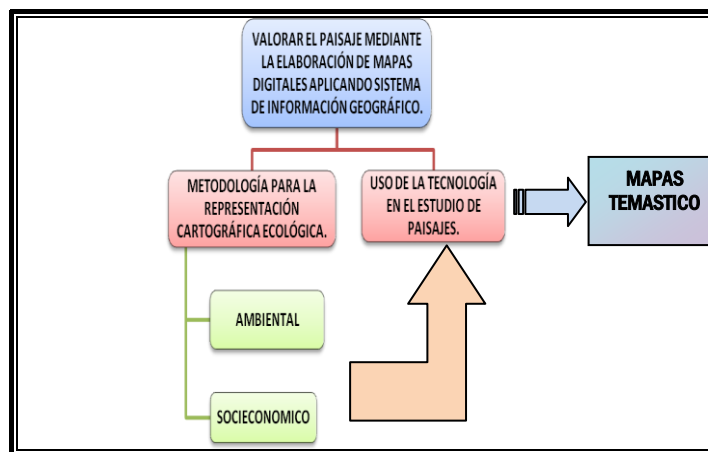 VALORAR EL PAISAJE MEDIANTE
LA ELABORACIÓN DE MAPAS
DIGITALES APLICANDO SISTEMA
DE INFORMACIÓN GEOGRÁFICO.
METODOLOGÍA PARA LA
REPRESENTACIÓN
CARTOGRÁFICA ECOLÓGICA.
USO DE LA TECNOLOGÍA
EN EL ESTUDIO DE
PAISAJES.
MAPAS
TEMASTICO
AMBIENTAL
SOCIECONOMICO